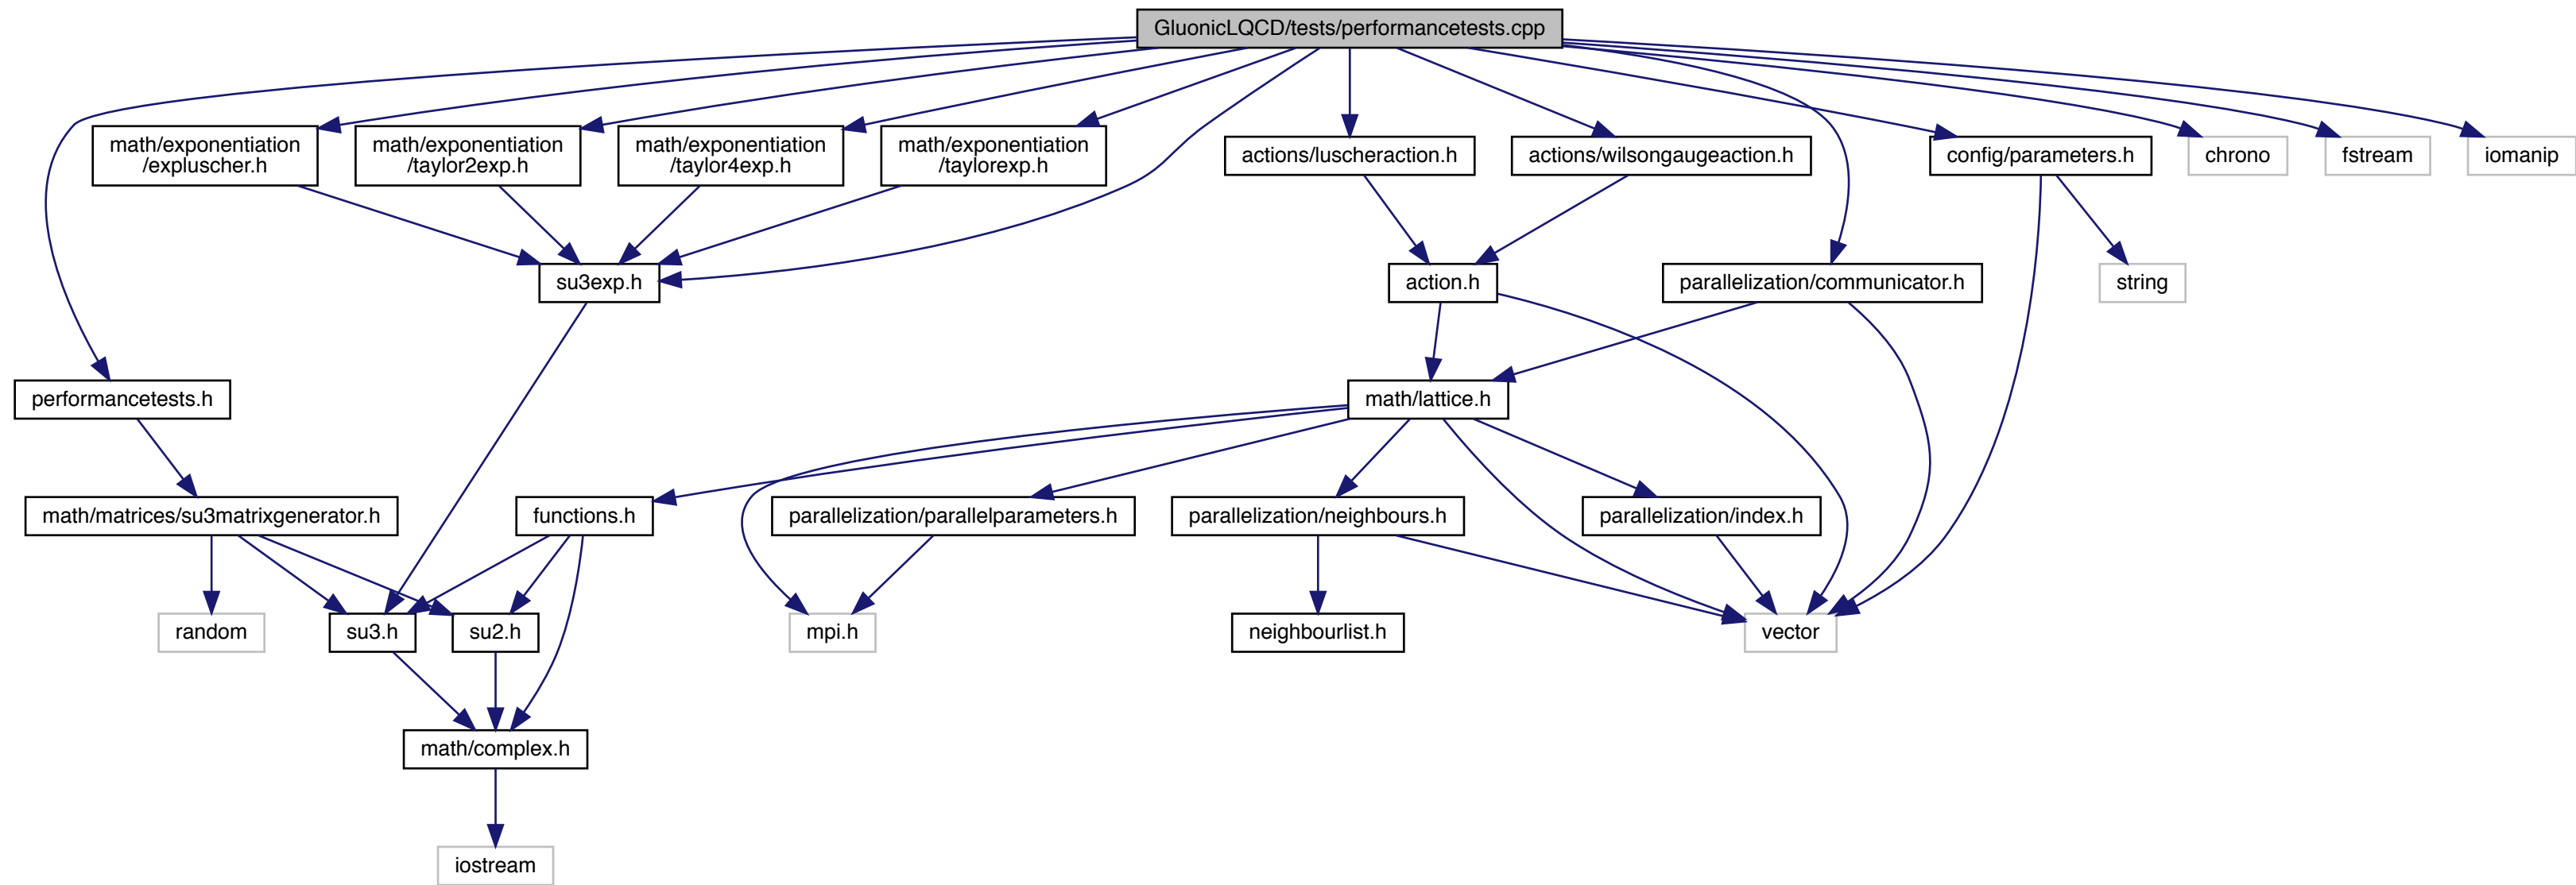 GluonicLQCD/tests/performancetests.cpp
math/exponentiation
/expluscher.h
math/exponentiation
/taylor2exp.h
math/exponentiation
/taylor4exp.h
math/exponentiation
/taylorexp.h
actions/luscheraction.h
actions/wilsongaugeaction.h
config/parameters.h
chrono
fstream
iomanip
su3exp.h
action.h
parallelization/communicator.h
string
performancetests.h
math/lattice.h
math/matrices/su3matrixgenerator.h
functions.h
parallelization/parallelparameters.h
parallelization/neighbours.h
parallelization/index.h
random
su3.h
su2.h
mpi.h
neighbourlist.h
vector
math/complex.h
iostream